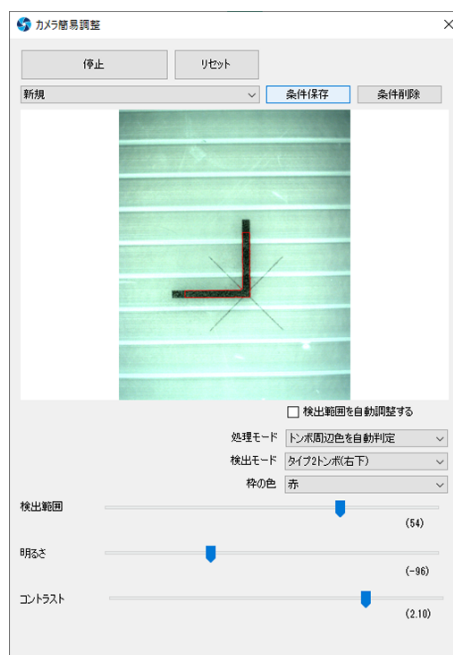 カメラ簡易調整
停止 リセット
新規 条件保存 条件削除
検出範囲を自動調整する
処理モード トンボ周辺色を自動判定
検出モード タイプ2トンボ(右下)
枠の色 赤
検出範囲
(54)
明るさ
(-96)
コントラスト
(2.10)